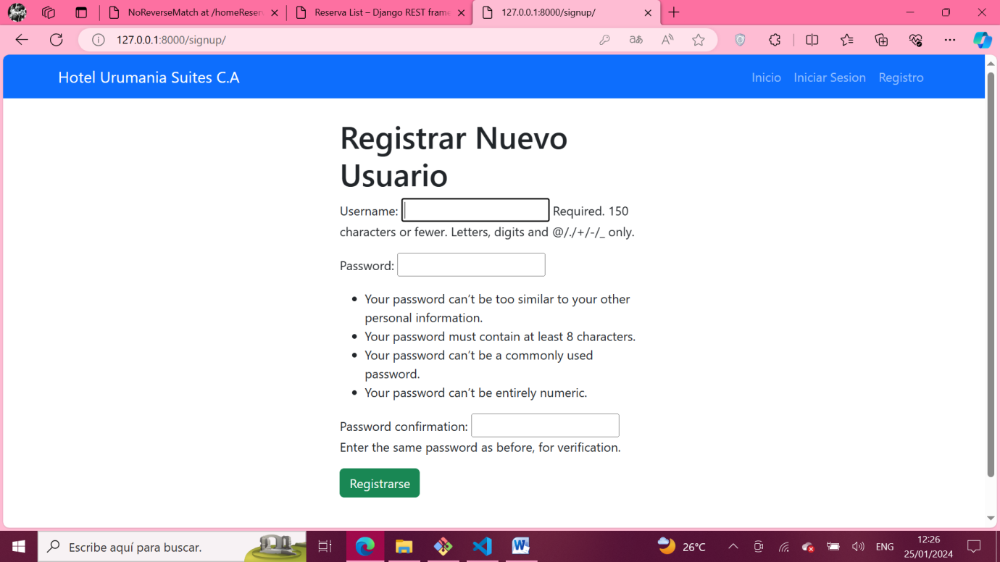 NoReverseMatch at /homeReser
Reserva List – Django REST frame
127.0.0.1:8000/signup/
127.0.0.1:8000/signup/
Hotel Urumania Suites C.A
Inicio Iniciar Sesion Registro
Registrar Nuevo
Usuario
Username: Required. 150
characters or fewer. Letters, digits and @/./+/-/_ only.
Password:
Your password can't be too similar to your other
personal information.
Your password must contain at least 8 characters.
Your password can't be a commonly used
password.
Your password can't be entirely numeric.
Password confirmation:
Enter the same password as before, for verification.
Registrarse
Escribe aquí para buscar.
26°C
ENG
12:26
25/01/2024